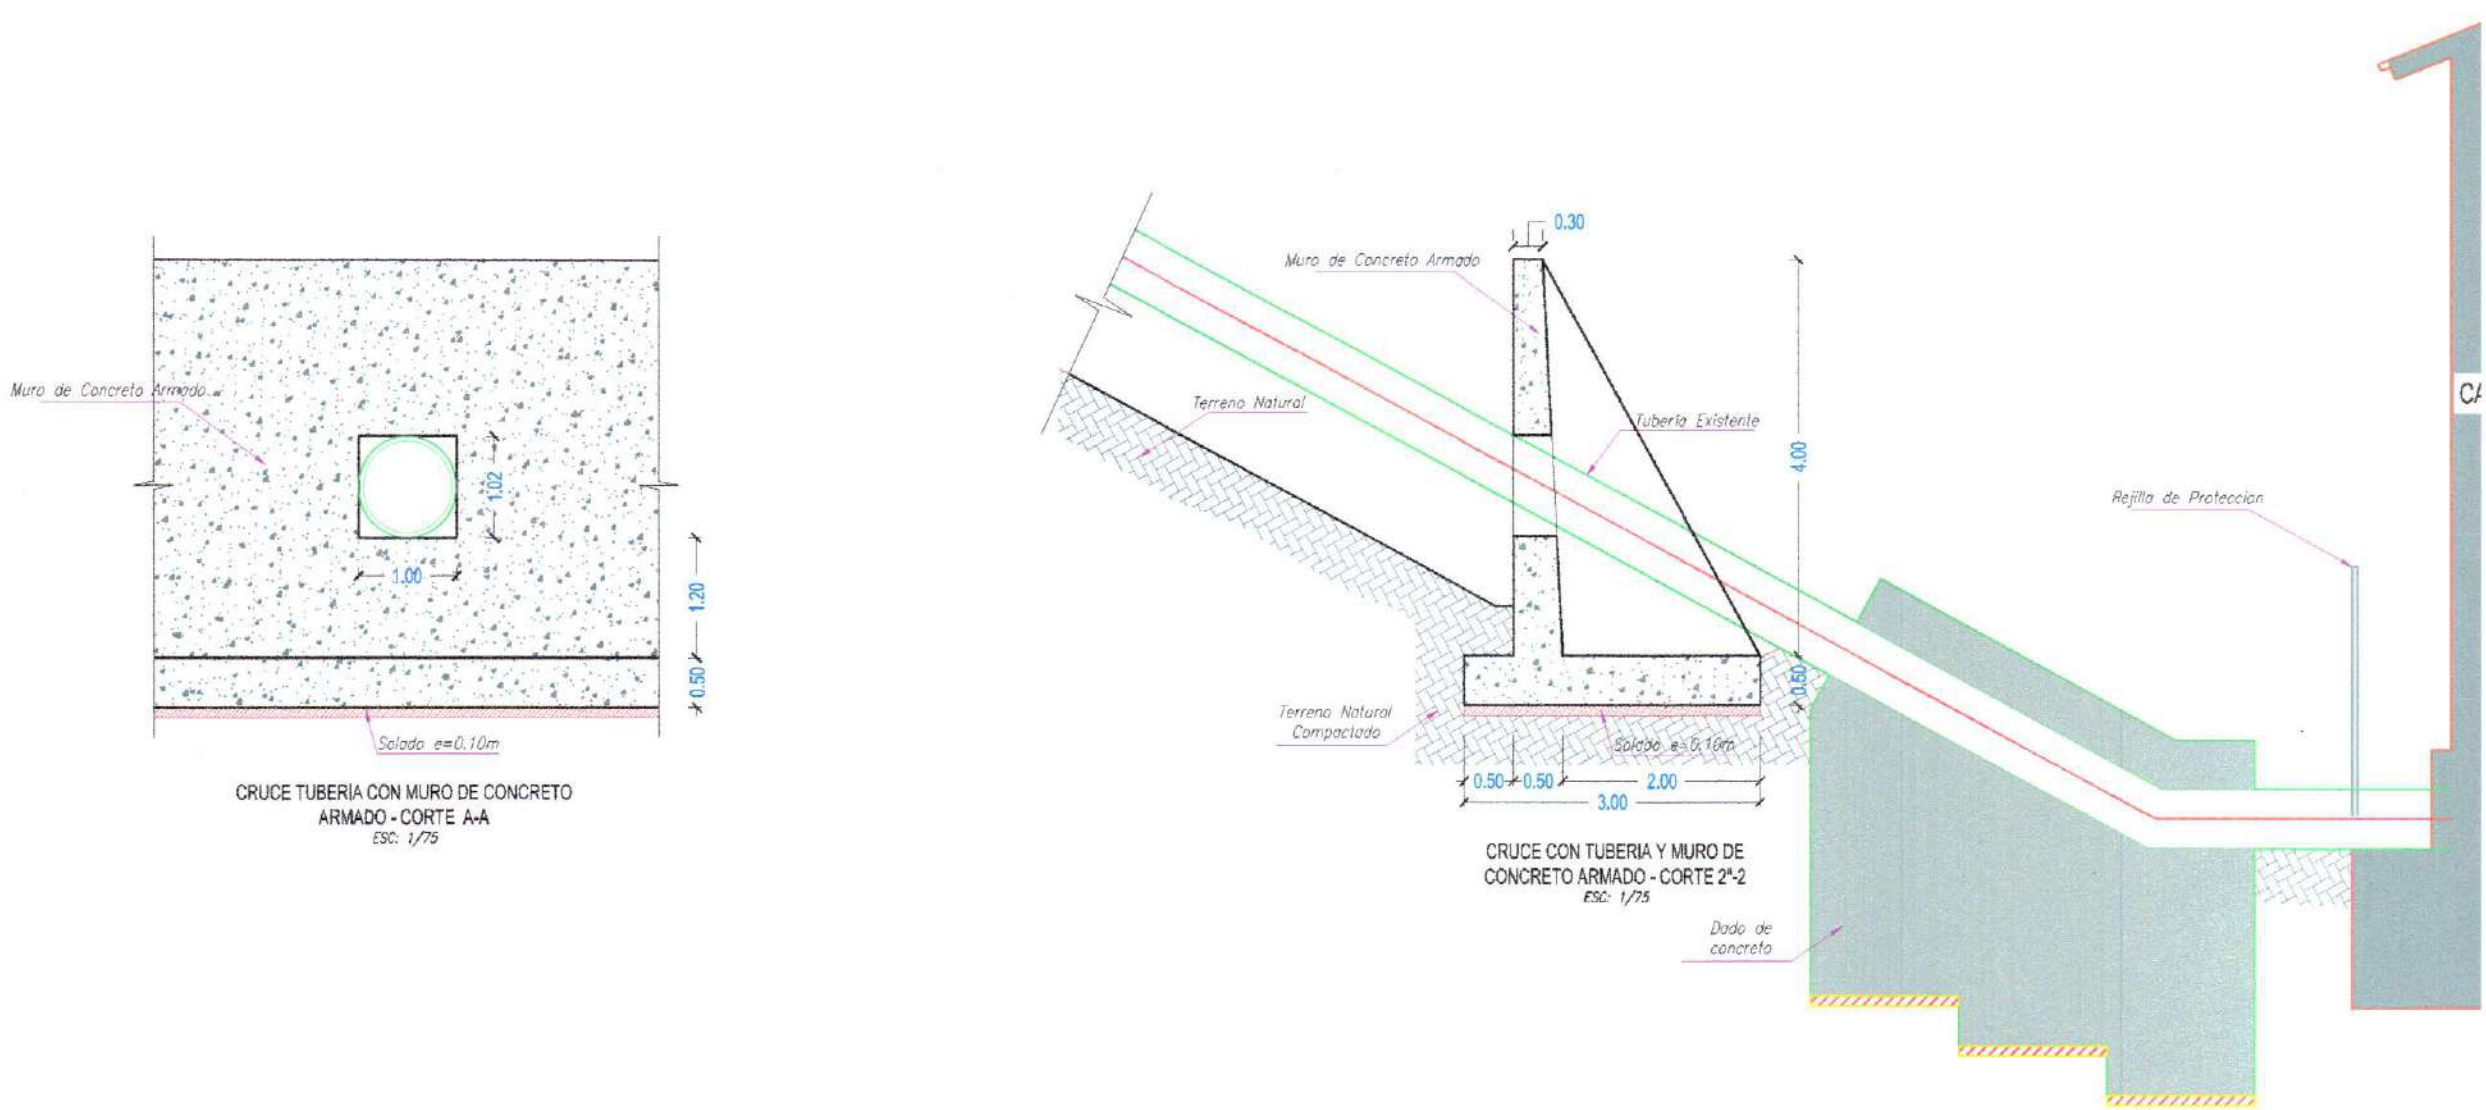 Muro de Concreto Armado
1.02
1.00
1.20
0.50
Solado e=0.10m
CRUCE TUBERIA CON MURO DE CONCRETO
ARMADO - CORTE A-A
ESC: 1/75
0.30
Muro de Concreto Armado
Terreno Natural
Tubería Existente
4.00
Rejilla de Proteccion
CA
0.50
Terreno Natural
Compactado
Solado e=0.10m
0.50
0.50
2.00
3.00
CRUCE CON TUBERIA Y MURO DE
CONCRETO ARMADO - CORTE 2"-2
ESC: 1/75
Dado de
concreto